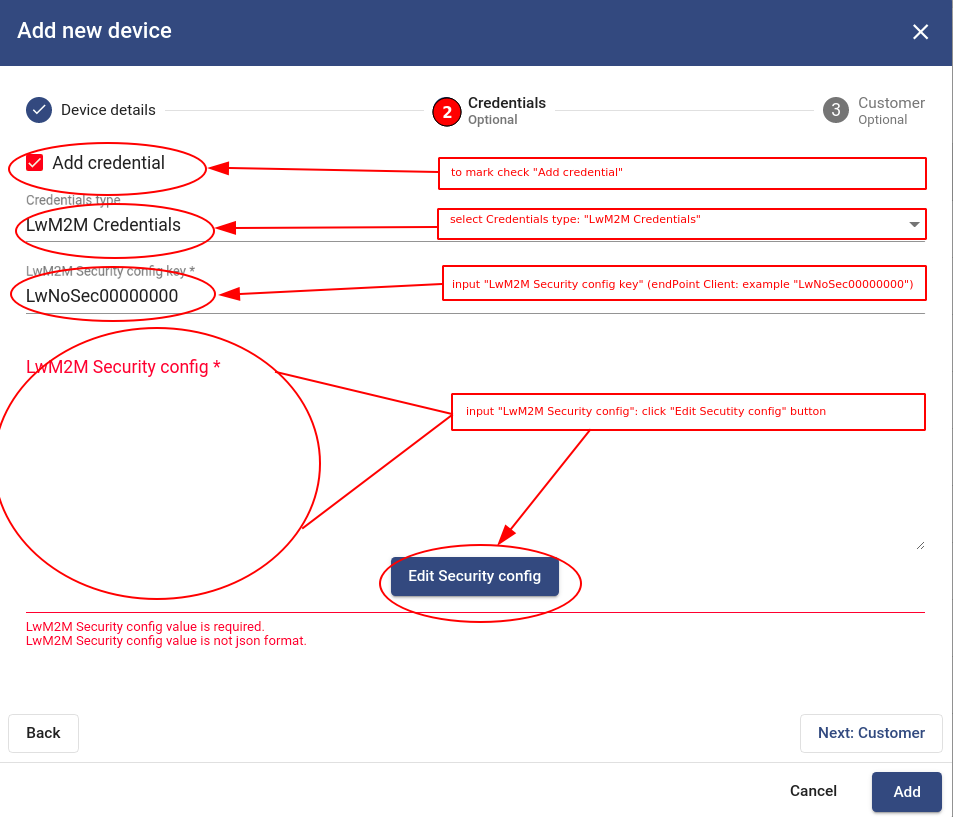 Add new device
Device details
2
Credentials
Optional
3
Customer
Optional
Add credential
to mark check "Add credential"
Credentials type
LwM2M Credentials
select Credentials type: "LwM2M Credentials"
LwM2M Security config key *
LwNoSec00000000
input "LwM2M Security config key" (endPoint Client: example "LwNoSec00000000")
LwM2M Security config *
input "LwM2M Security config": click "Edit Secutity config" button
Edit Security config
LwM2M Security config value is required.
LwM2M Security config value is not json format.
Back
Next: Customer
Cancel
Add